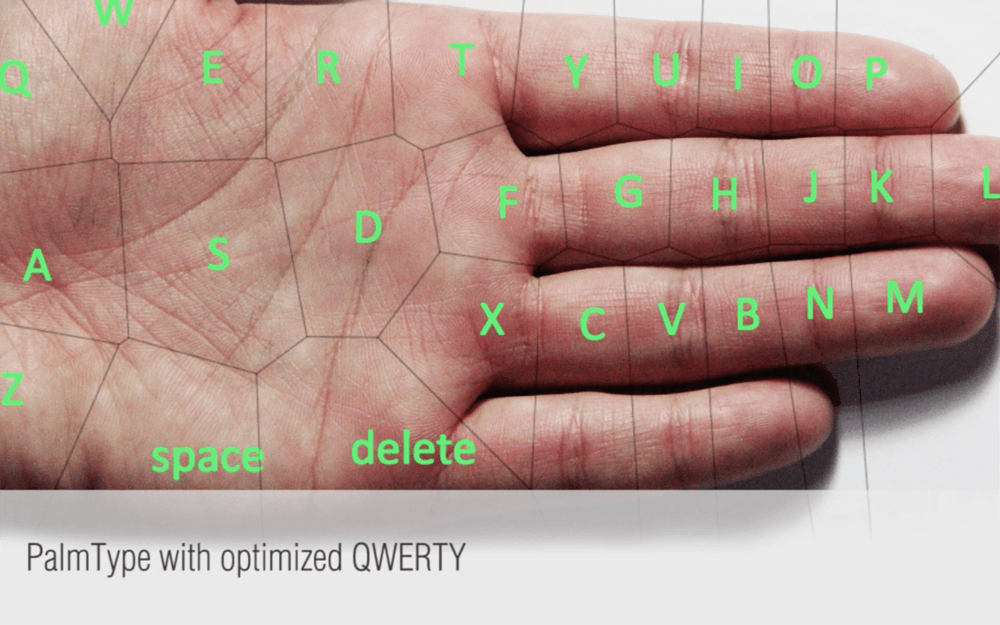 Q W E R T Y U I O P
A S D F G H J K L
Z X C V B N M
space delete
PalmType with optimized QWERTY